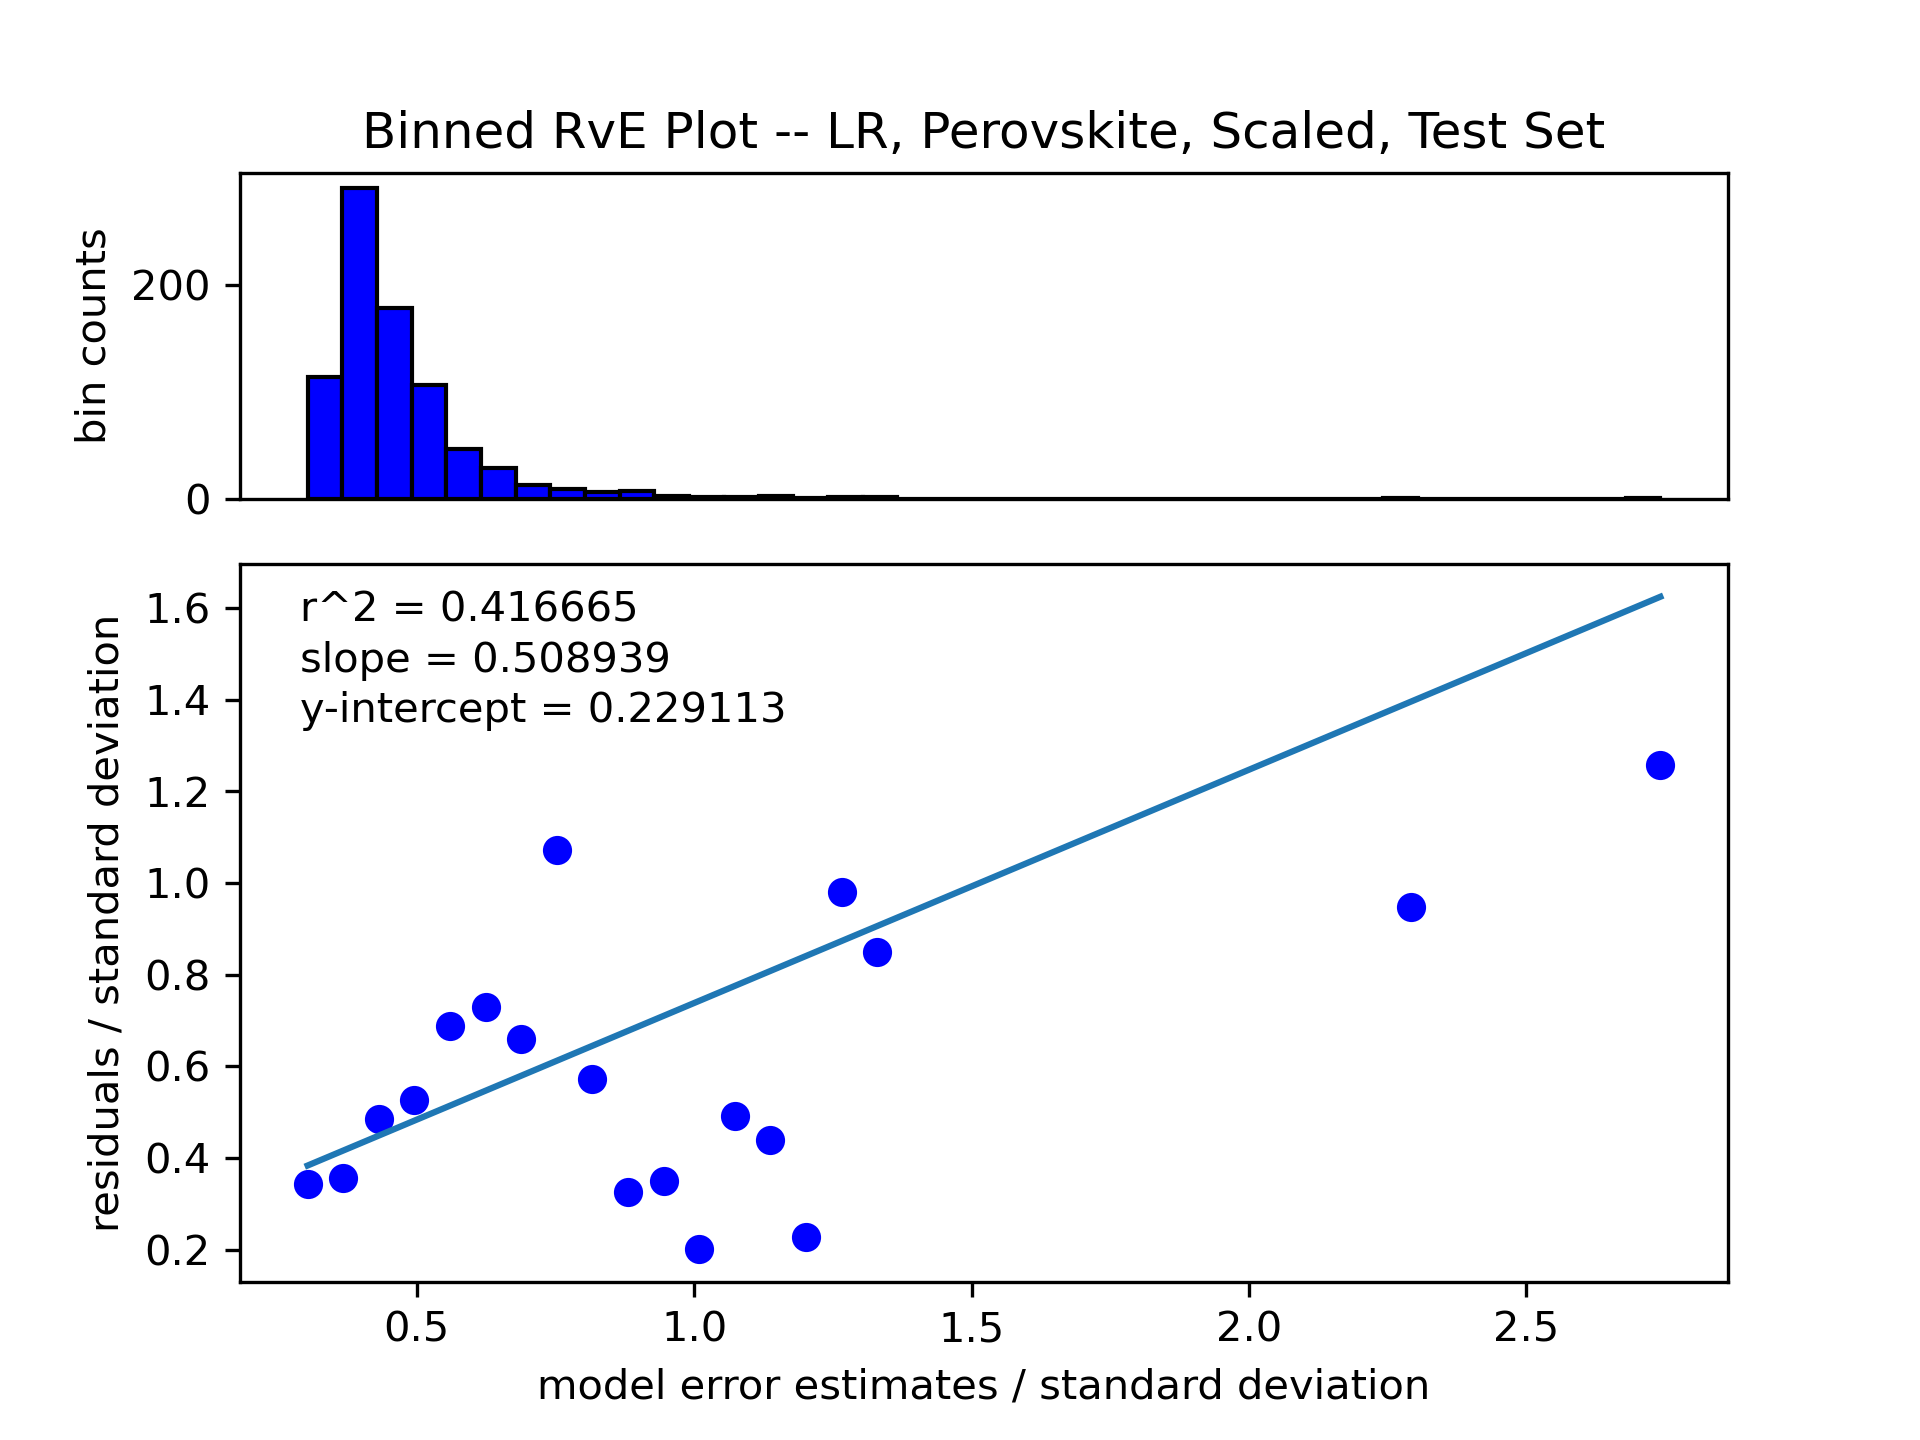 Binned RvE Plot -- LR, Perovskite, Scaled, Test Set
bin counts
200
0
r^2 = 0.416665
slope = 0.508939
y-intercept = 0.229113
residuals / standard deviation
1.6
1.4
1.2
1.0
0.8
0.6
0.4
0.2
0.5 1.0 1.5 2.0 2.5
model error estimates / standard deviation